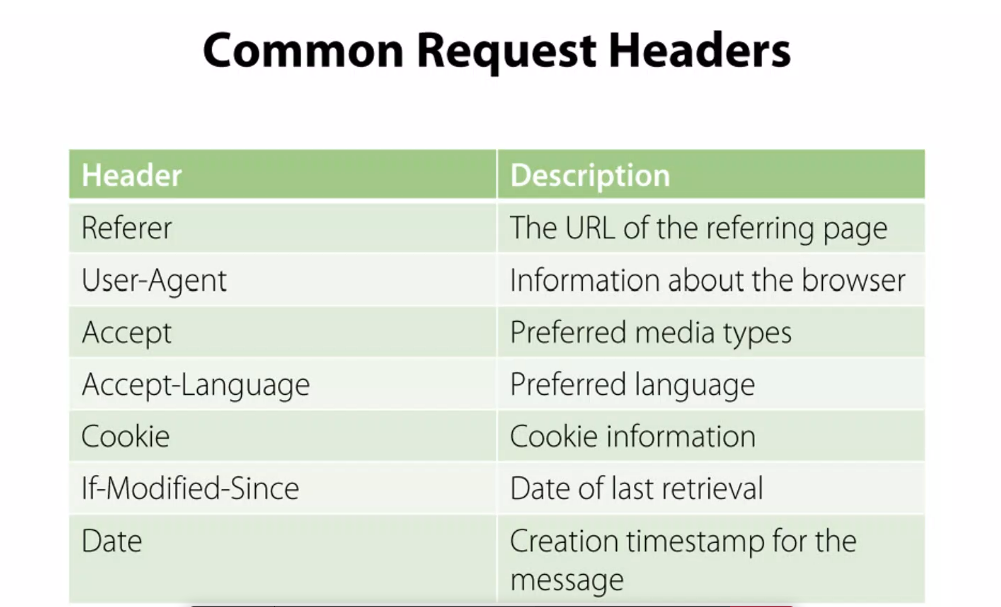 Common Request Headers
Header Description
Referer The URL of the referring page
User-Agent Information about the browser
Accept Preferred media types
Accept-Language Preferred language
Cookie Cookie information
If-Modified-Since Date of last retrieval
Date Creation timestamp for the
message